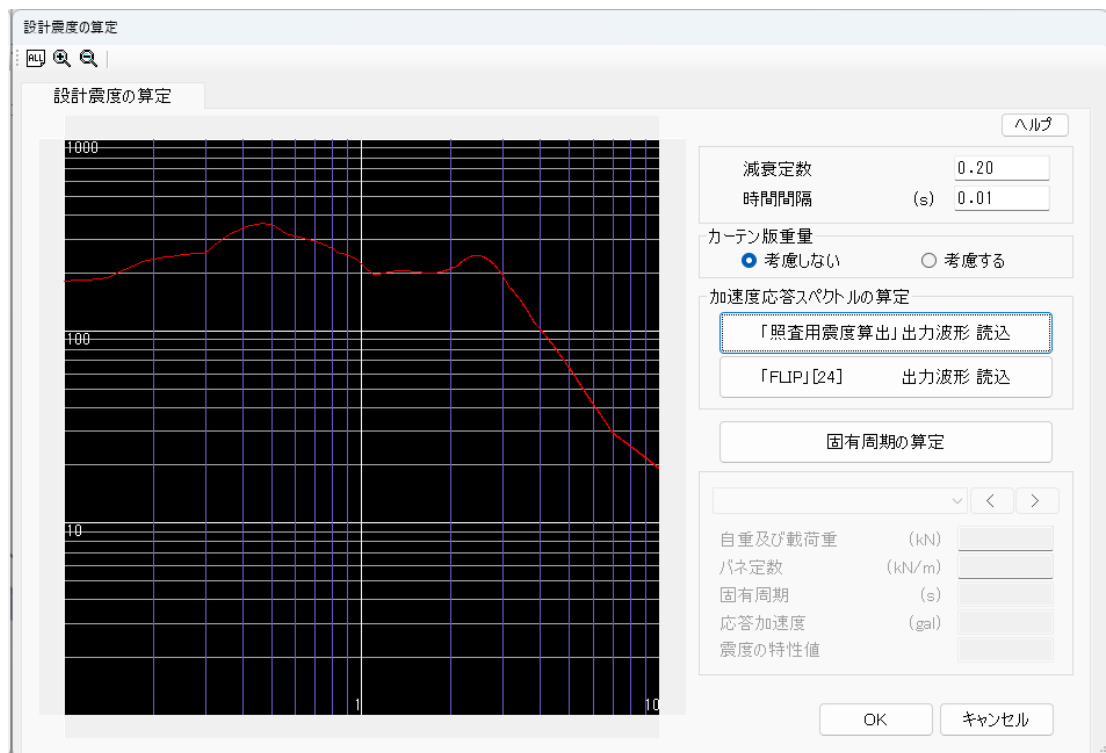 設計震度の算定
ALL
設計震度の算定
ヘルプ
1000
100
10
1
10
減衰定数 0.20
時間間隔 (s) 0.01
カーテン版重量
考慮しない 考慮する
加速度応答スペクトルの算定
「照査用震度算出」出力波形 読込
「FLIP」[24] 出力波形 読込
固有周期の算定
< >
自重及び載荷重 (kN)
バネ定数 (kN/m)
固有周期 (s)
応答加速度 (gal)
震度の特性値
OK キャンセル